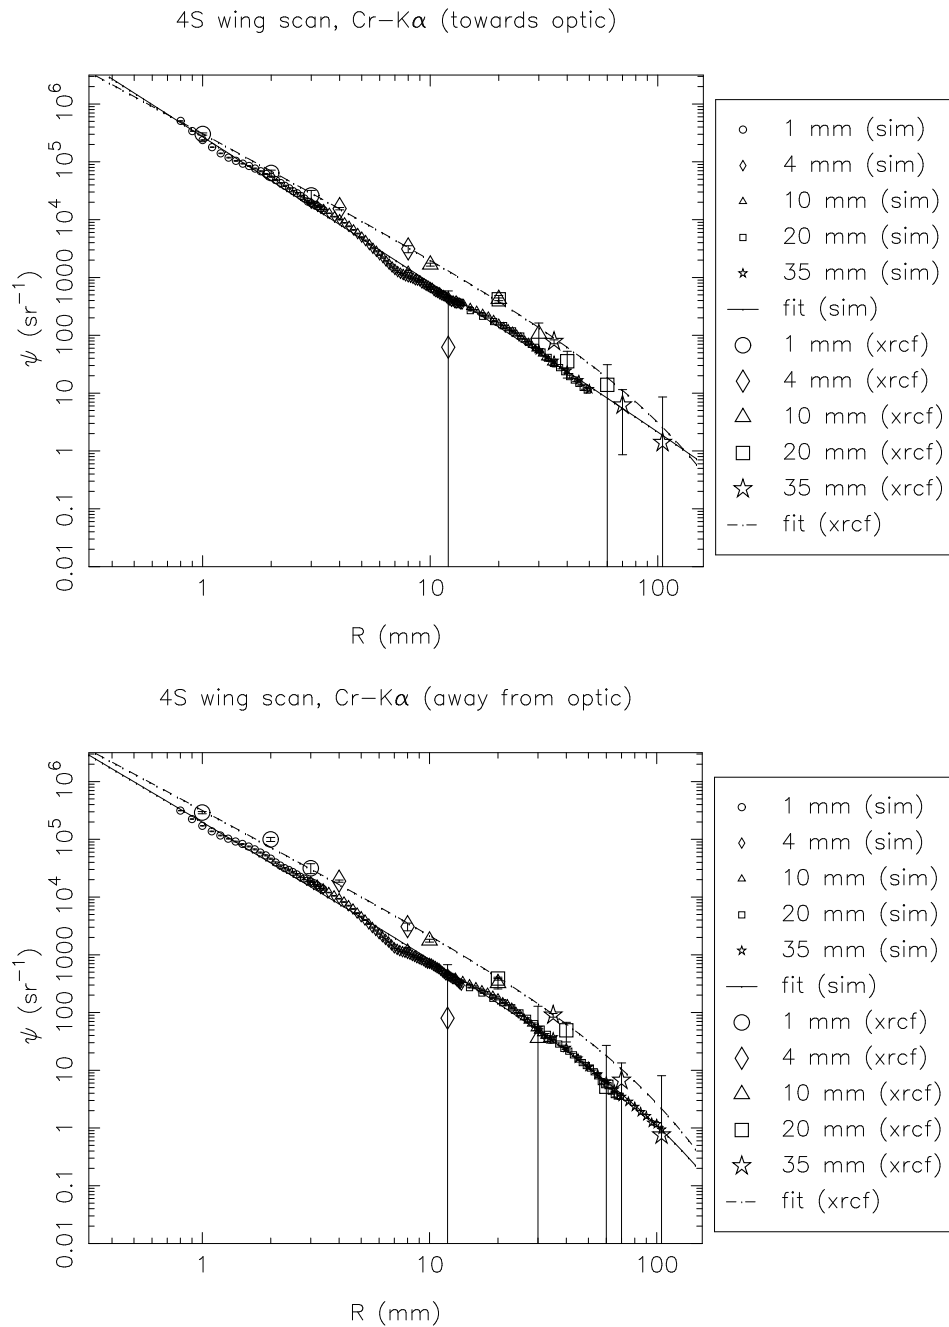 4S wing scan, Cr−Kα (towards optic)
10⁶
10⁵
10⁴
1000
100
10
1
0.1
0.01
ψ (sr⁻¹)
1
10
100
R (mm)
1 mm (sim)
4 mm (sim)
10 mm (sim)
20 mm (sim)
35 mm (sim)
fit (sim)
1 mm (xrcf)
4 mm (xrcf)
10 mm (xrcf)
20 mm (xrcf)
35 mm (xrcf)
fit (xrcf)
4S wing scan, Cr−Kα (away from optic)
10⁶
10⁵
10⁴
1000
100
10
1
0.1
0.01
ψ (sr⁻¹)
1
10
100
R (mm)
1 mm (sim)
4 mm (sim)
10 mm (sim)
20 mm (sim)
35 mm (sim)
fit (sim)
1 mm (xrcf)
4 mm (xrcf)
10 mm (xrcf)
20 mm (xrcf)
35 mm (xrcf)
fit (xrcf)